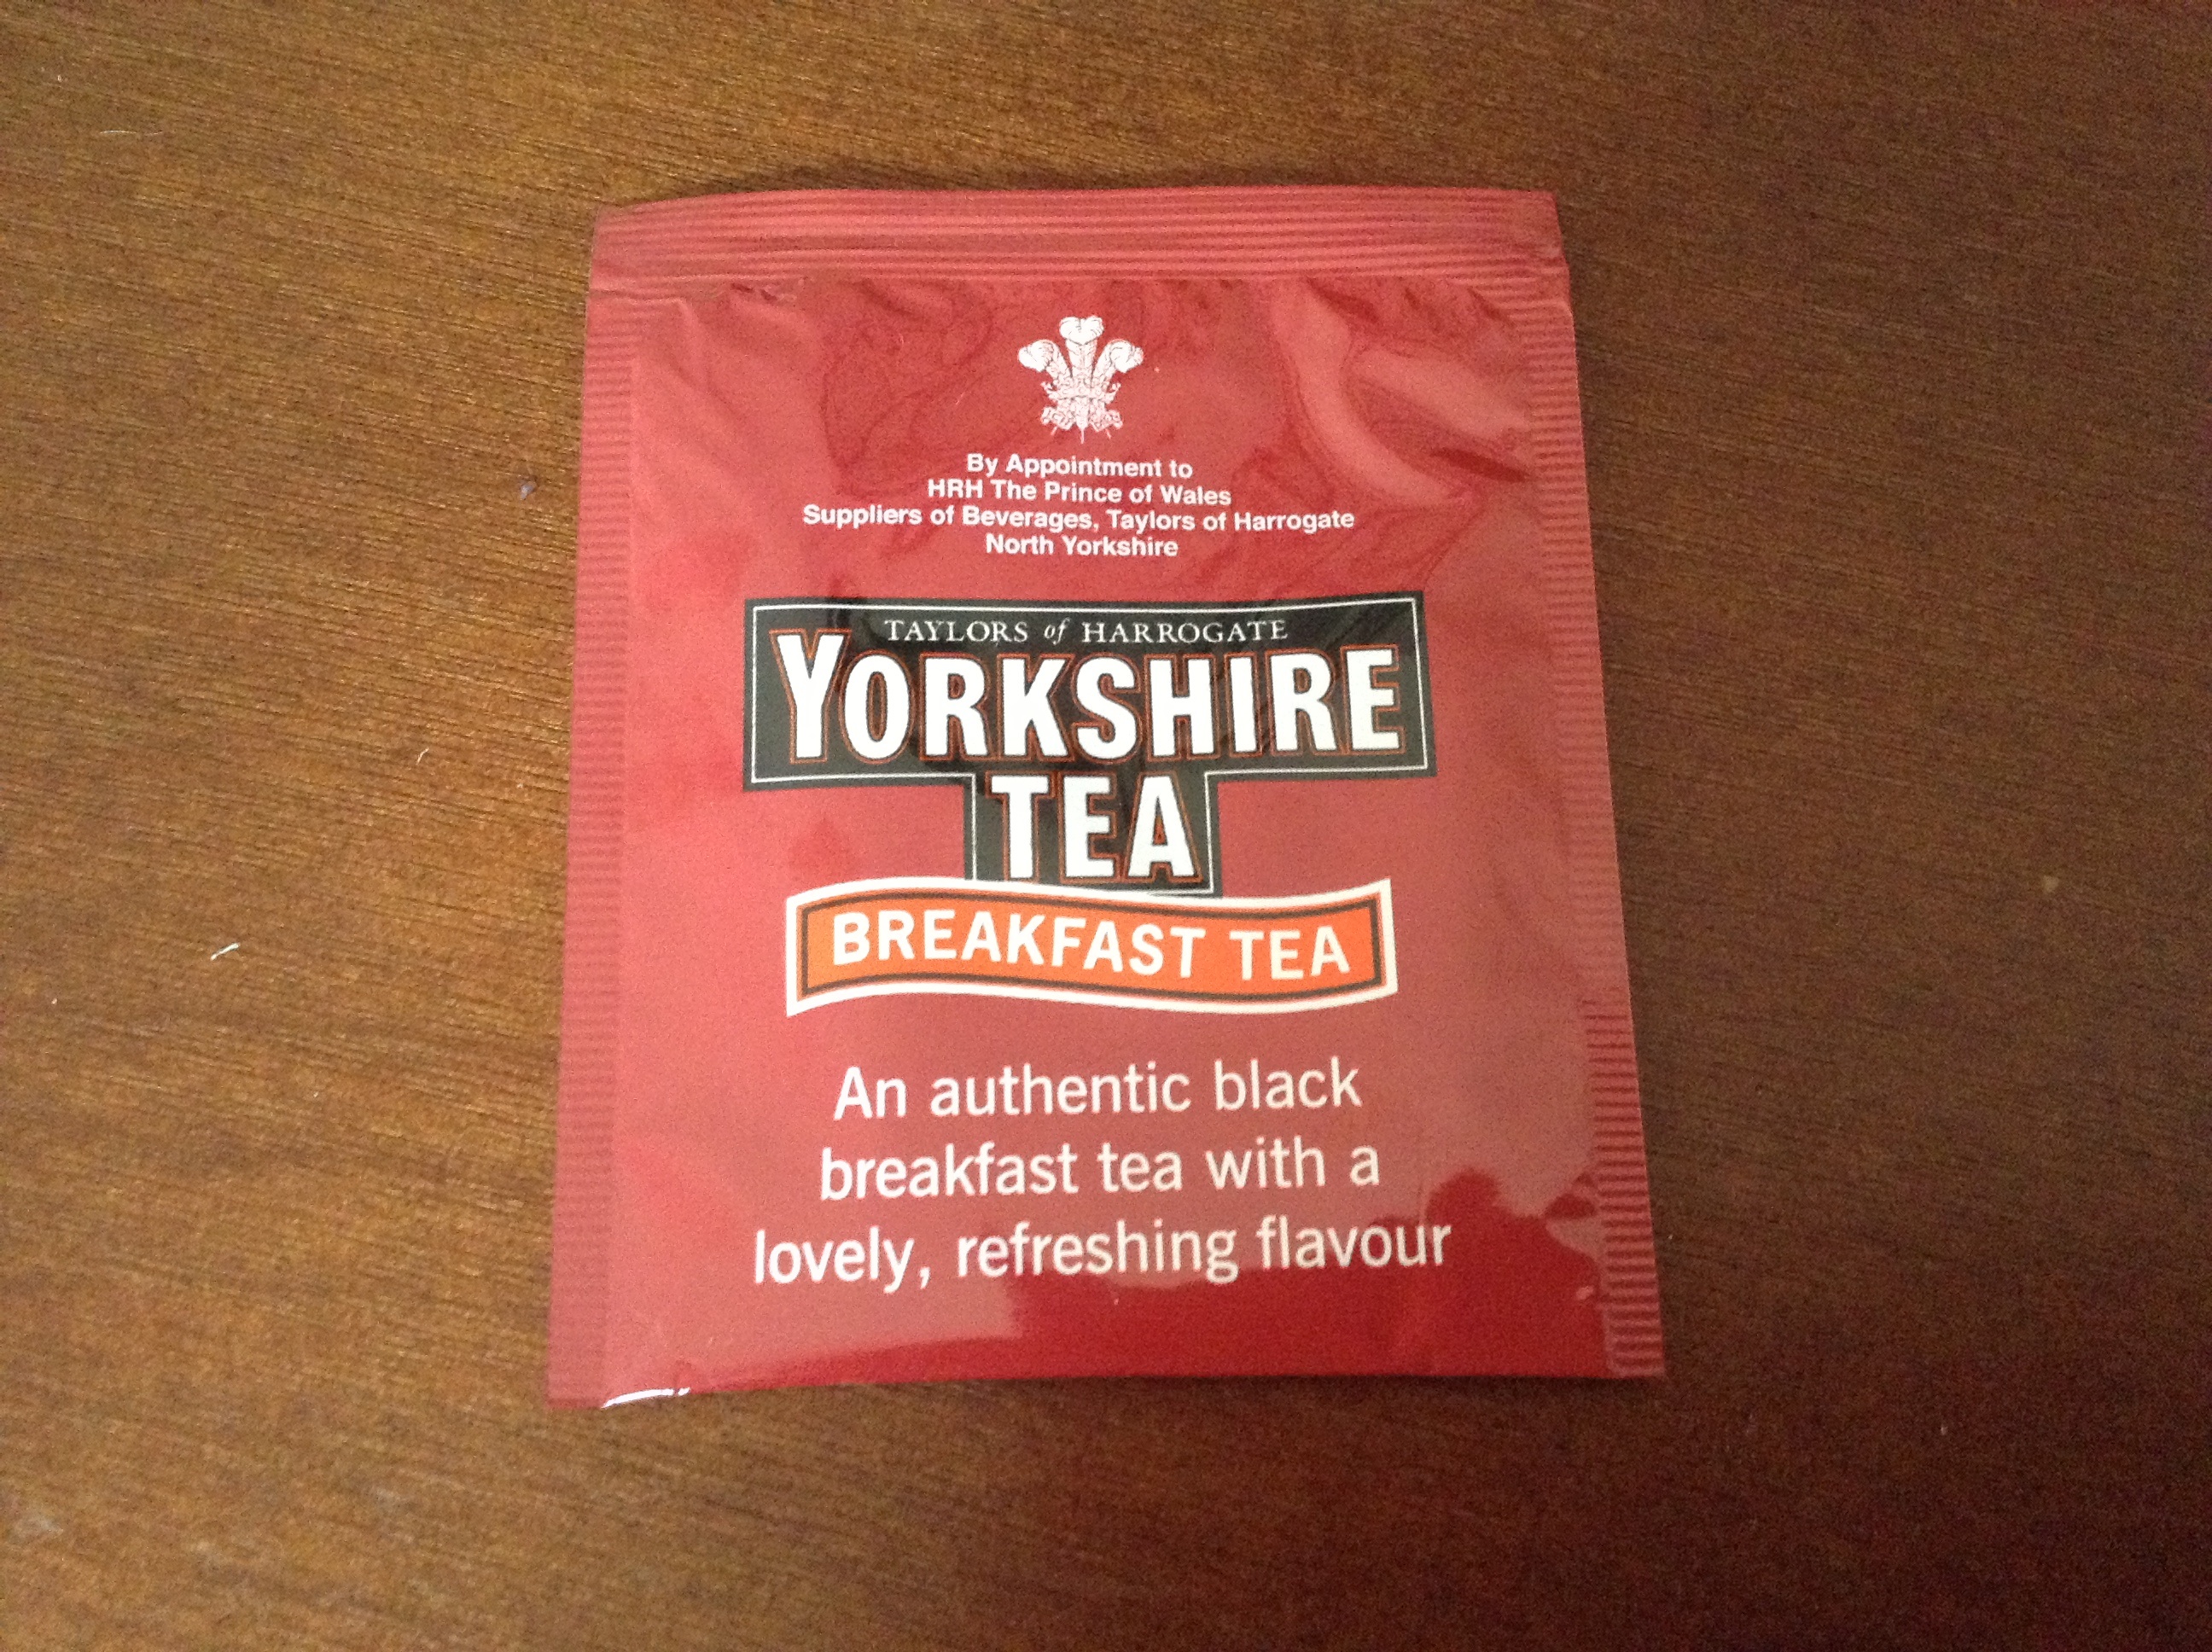 By Appointment to
HRH The Prince of Wales
Suppliers of Beverages, Taylors of Harrogate
North Yorkshire
TAYLORS of HARROGATE
YORKSHIRE
TEA
BREAKFAST TEA
An authentic black
breakfast tea with a
lovely, refreshing flavour